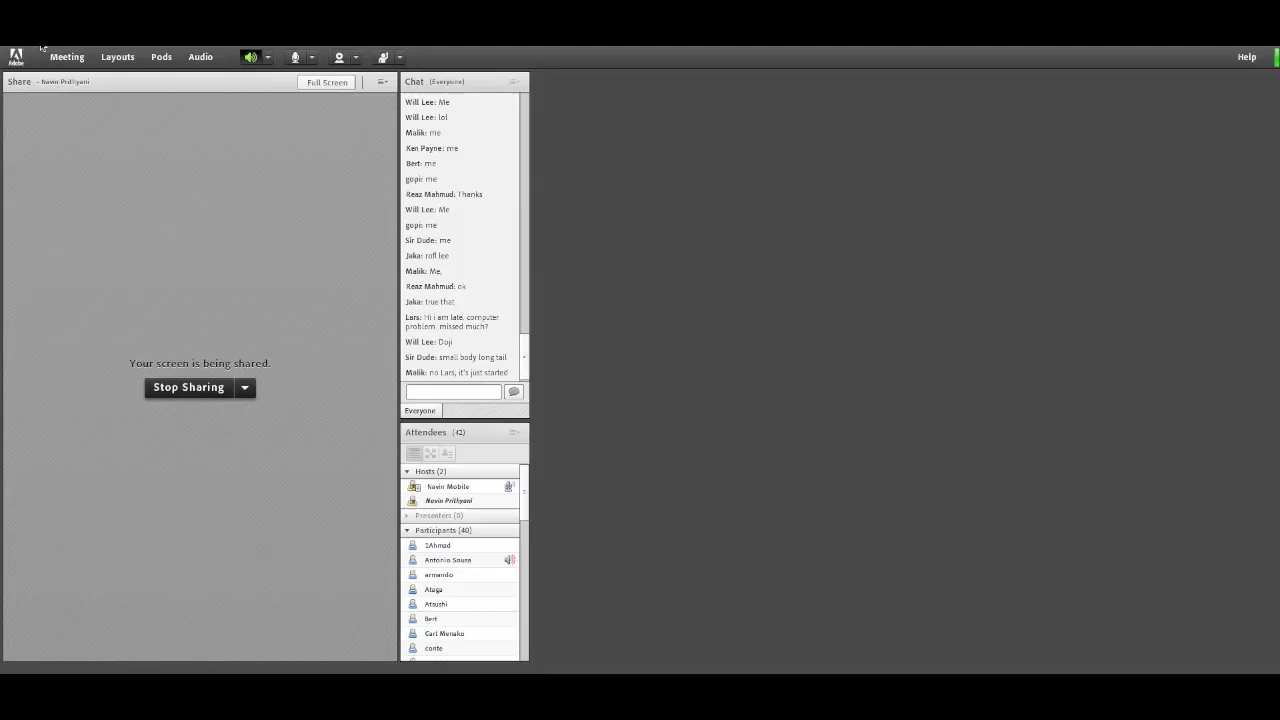 Adobe
Meeting
Layouts
Pods
Audio
Help
Share - Navin Prithyani
Full Screen
Your screen is being shared.
Stop Sharing
Chat (Everyone)
Will Lee: Me
Will Lee: lol
Malik: me
Ken Payne: me
Bert: me
gopi: me
Reaz Mahmud: Thanks
Will Lee: Me
gopi: me
Sir Dude: me
Jaka: rofl lee
Malik: Me,
Reaz Mahmud: ok
Jaka: true that
Lars: Hi i am late, computer
problem, missed much?
Will Lee: Doji
Sir Dude: small body long tail
Malik: no Lars, it's just started
Everyone
Attendees (42)
Hosts (2)
Navin Mobile
Navin Prithyani
Presenters (0)
Participants (40)
1Ahmad
Antonio Sousa
armando
Ataga
Atsushi
Bert
Carl Menako
conte